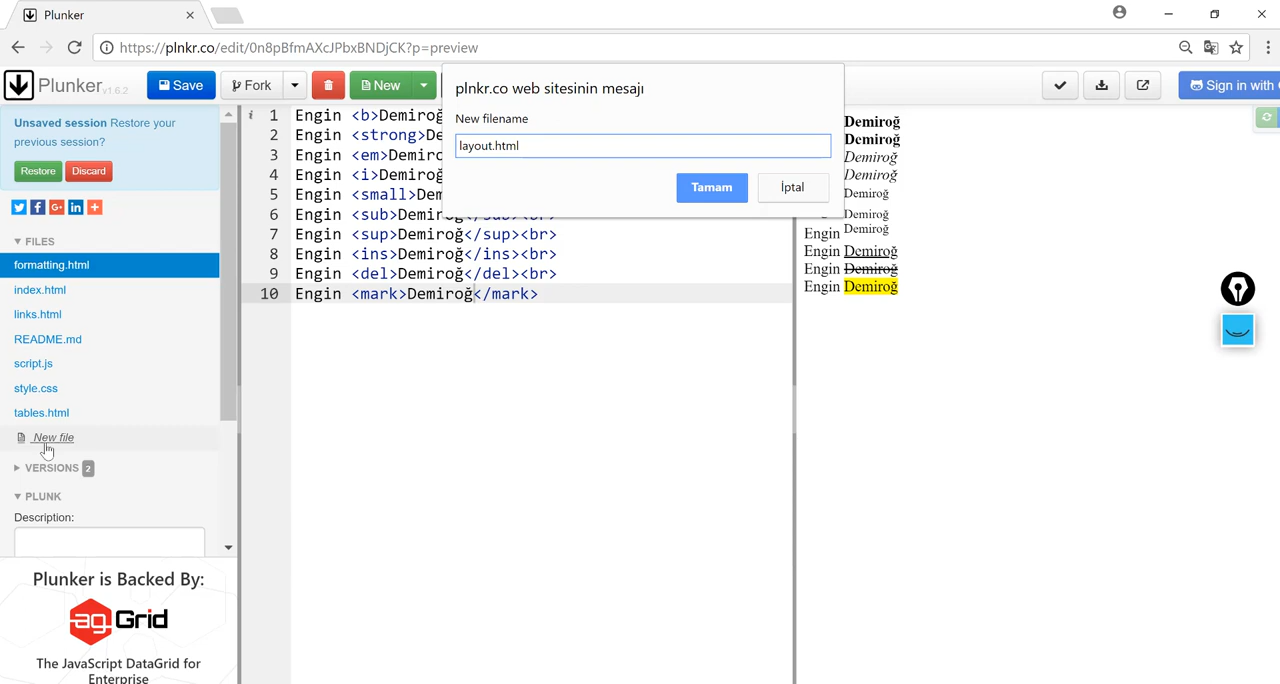 Plunker
https://plnkr.co/edit/0n8pBfmAXcJPbxBNDjCK?p=preview
Plunker v1.6.2
Save
Fork
New
Sign in with
plnkr.co web sitesinin mesajı
New filename
layout.html
Tamam
İptal
Unsaved session Restore your
previous session?
Restore
Discard
FILES
formatting.html
index.html
links.html
README.md
script.js
style.css
tables.html
New file
VERSIONS 2
PLUNK
Description:
Plunker is Backed By:
ag Grid
The JavaScript DataGrid for
Enterprise
i 1 Engin <b>Demiroğ
2 Engin <strong>De
3 Engin <em>Demirc
4 Engin <i>Demiroğ
5 Engin <small>Dem
6 Engin <sub>Demiroğ</sub><br>
7 Engin <sup>Demiroğ</sup><br>
8 Engin <ins>Demiroğ</ins><br>
9 Engin <del>Demiroğ</del><br>
10 Engin <mark>Demiroğ</mark>
Demiroğ
Demiroğ
Demiroğ
Demiroğ
Demiroğ
Demiroğ
Engin Demiroğ
Engin Demiroğ
Engin Demiroğ
Engin Demiroğ